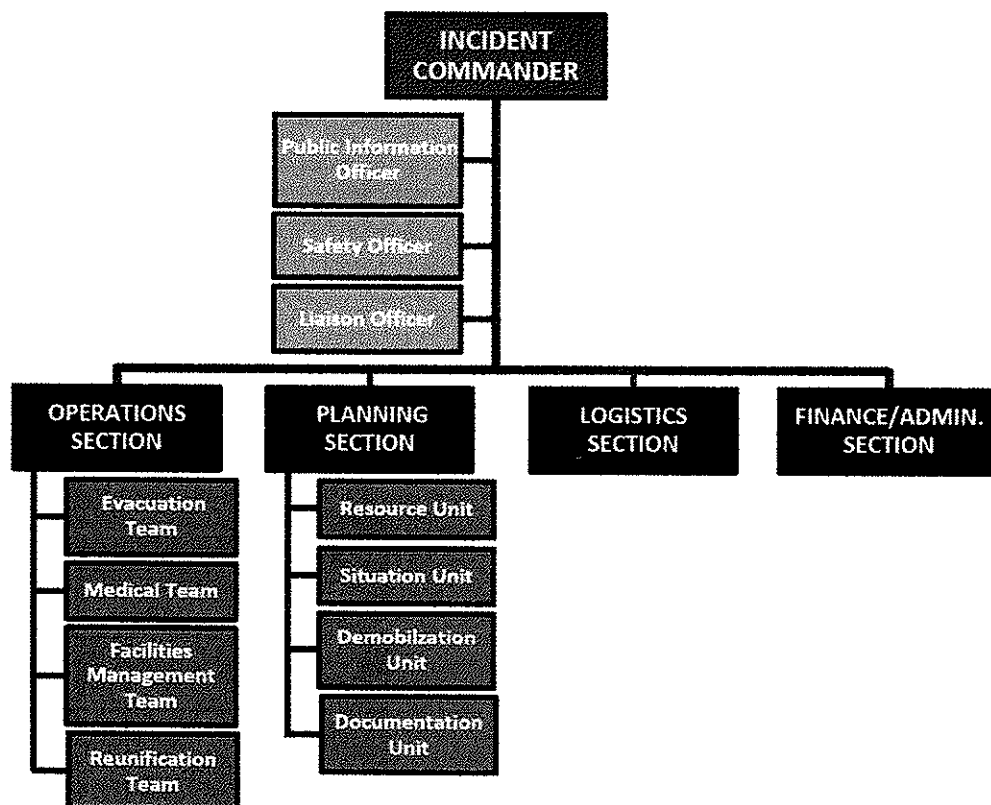 INCIDENT
COMMANDER
Public Information
Officer
Safety Officer
Liaison Officer
OPERATIONS
SECTION
PLANNING
SECTION
LOGISTICS
SECTION
FINANCE/ADMIN.
SECTION
Evacuation
Team
Medical Team
Facilities
Management
Team
Reunification
Team
Resource Unit
Situation Unit
Demobilzation
Unit
Documentation
Unit